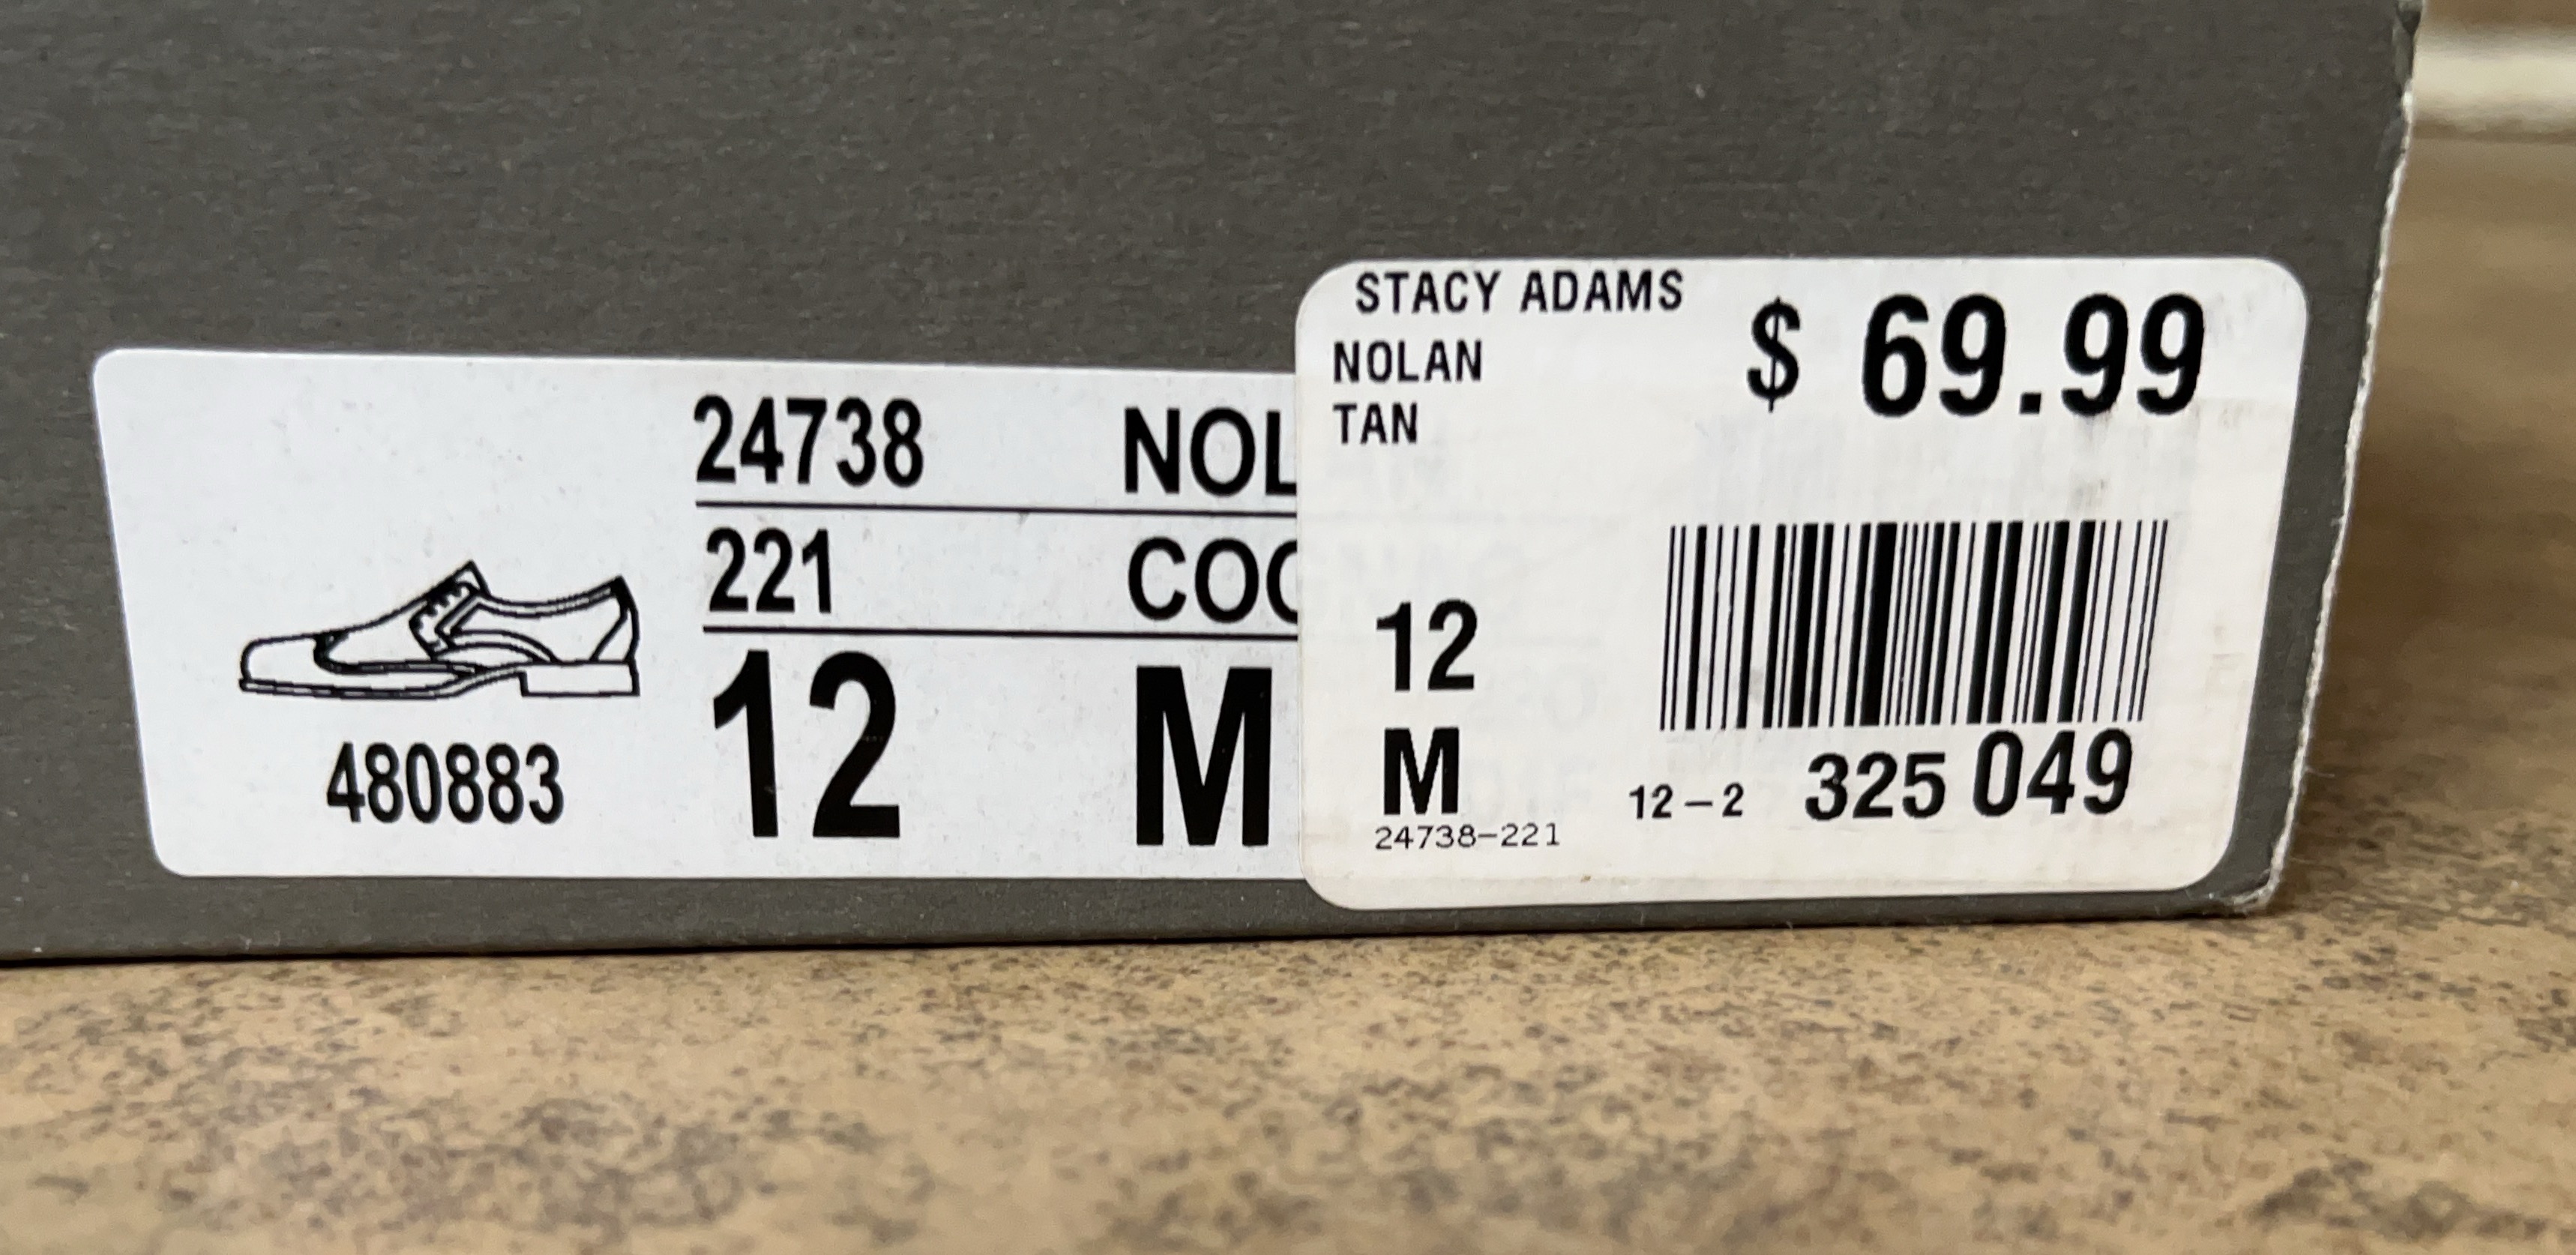 24738 NOL
221 COC
12 M
480883
STACY ADAMS
NOLAN
TAN
$ 69.99
12
M
24738-221
12-2 325 049